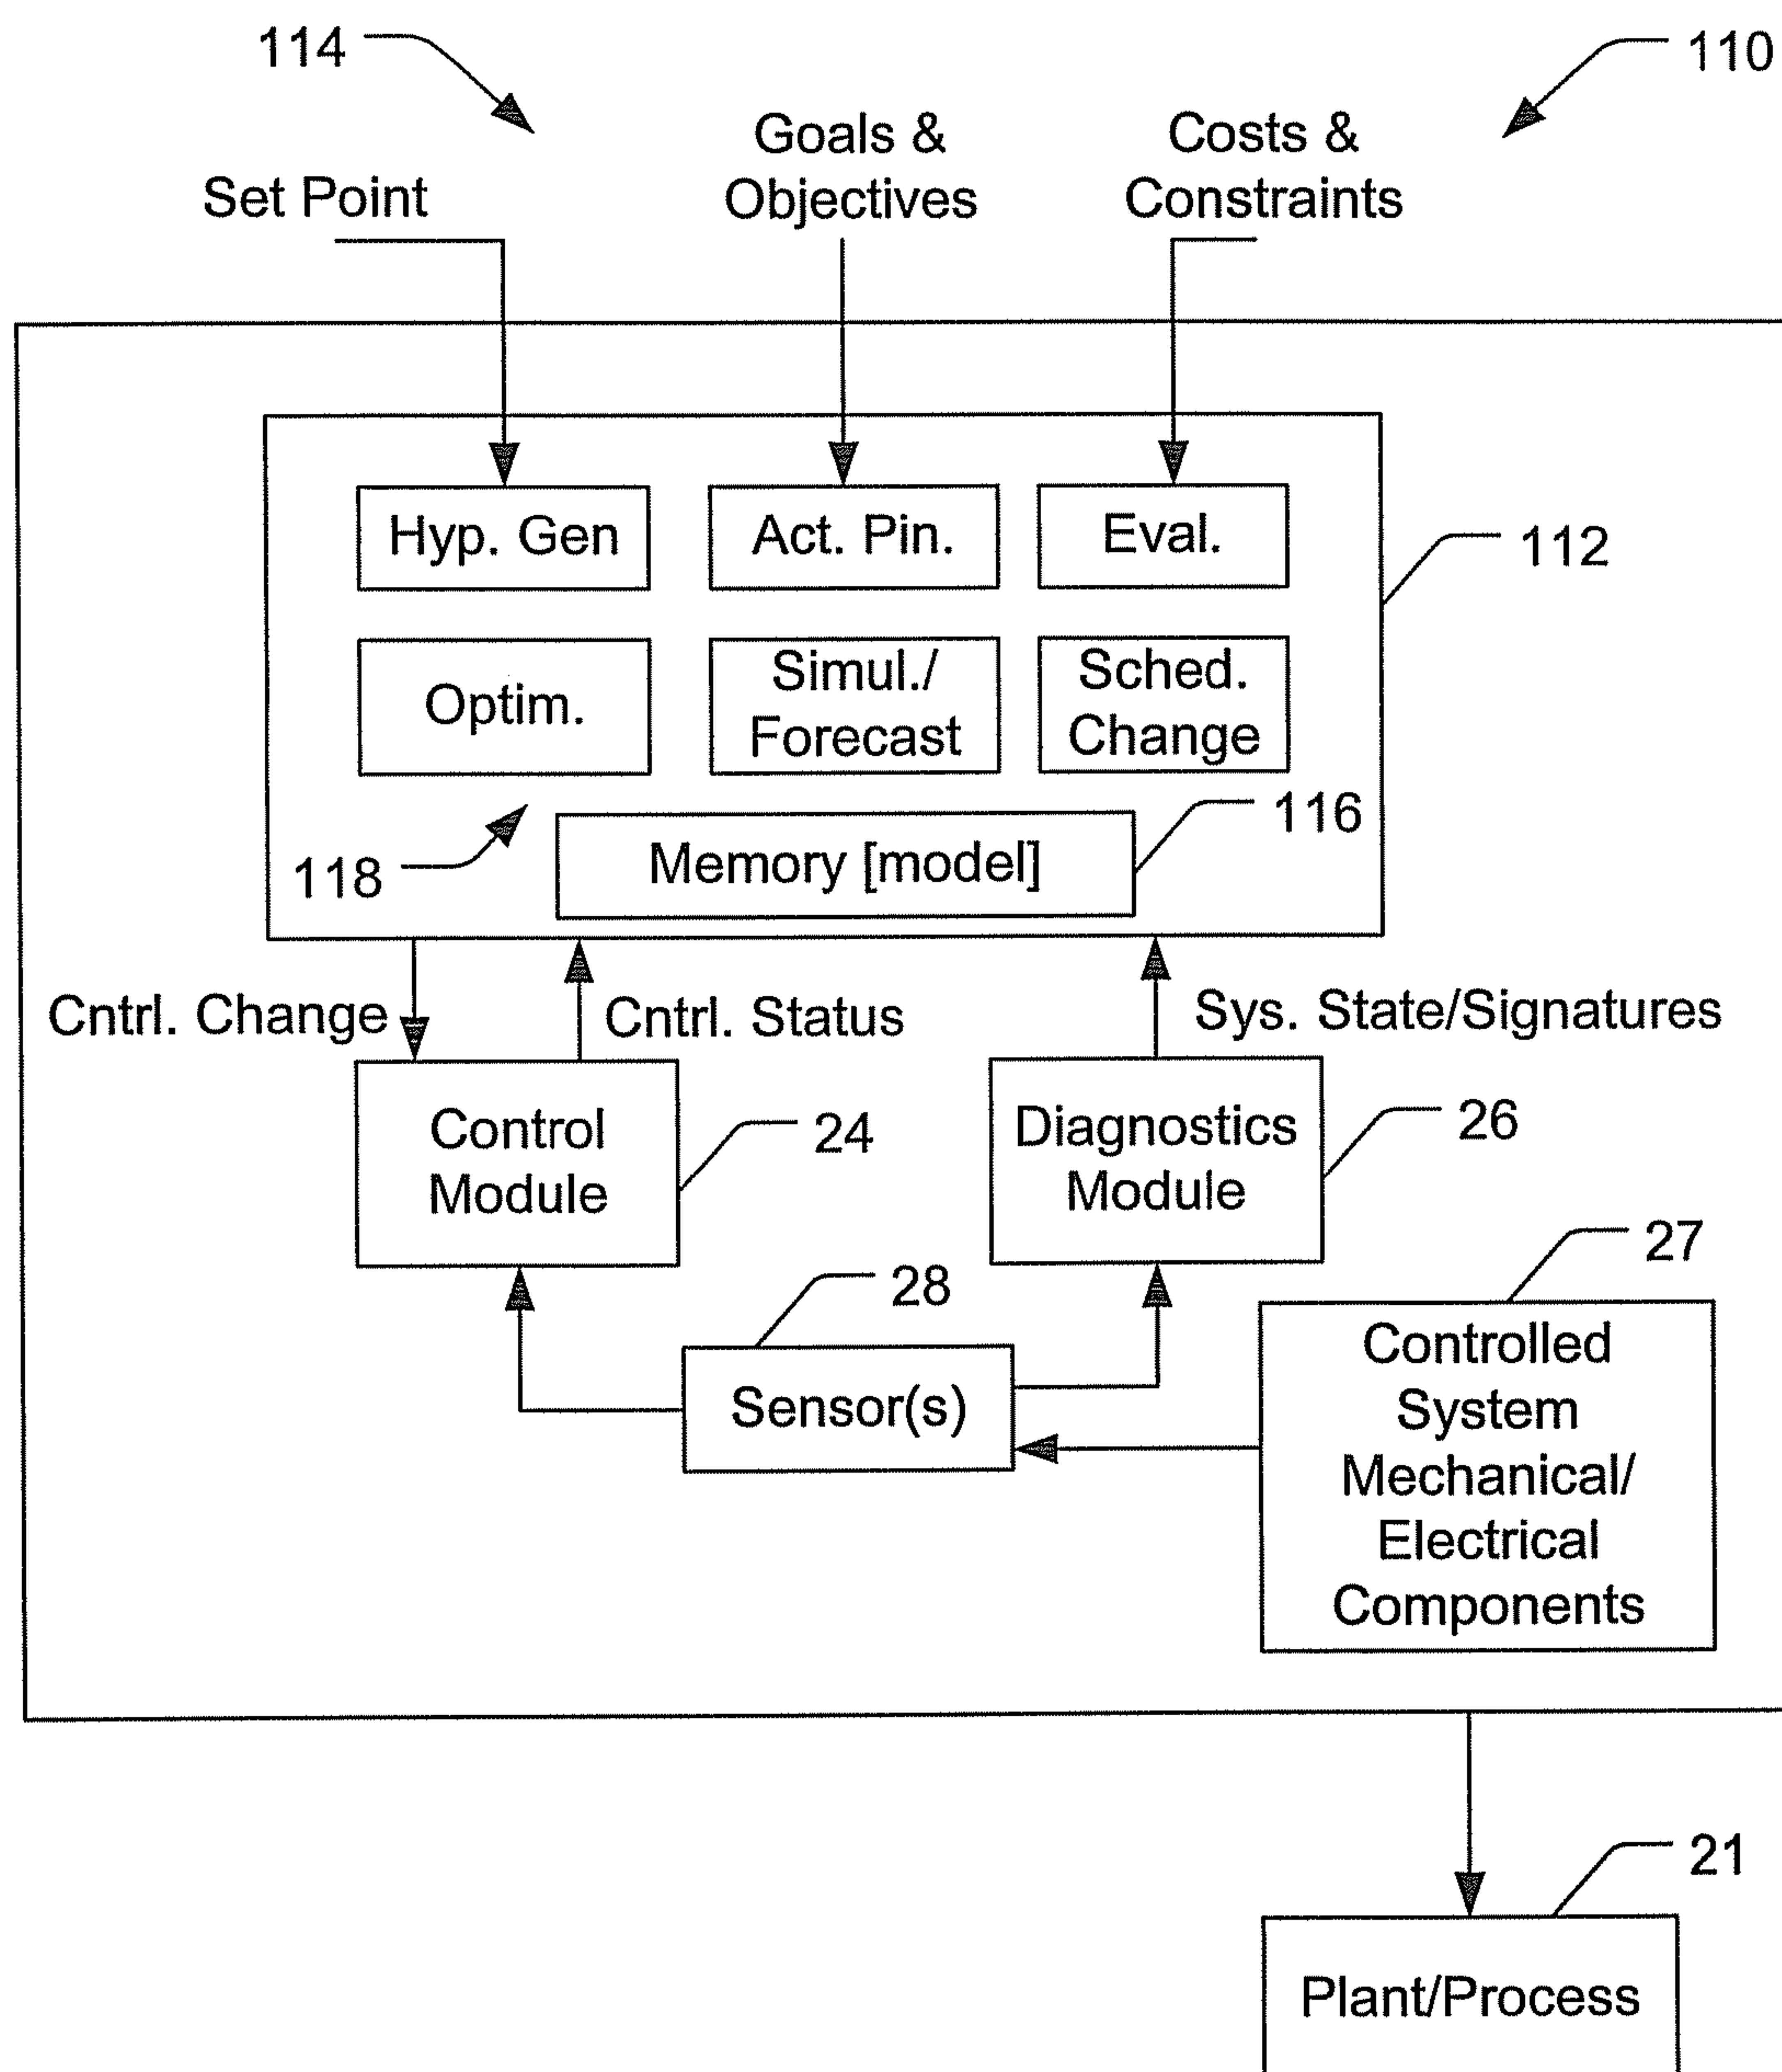 114
110
Goals &
Objectives
Costs &
Constraints
Set Point
Hyp. Gen
Act. Pin.
Eval.
112
Optim.
Simul./
Forecast
Sched.
Change
116
118
Memory [model]
Cntrl. Change
Cntrl. Status
Sys. State/Signatures
Control
Module
24
Diagnostics
Module
26
27
28
Sensor(s)
Controlled
System
Mechanical/
Electrical
Components
21
Plant/Process